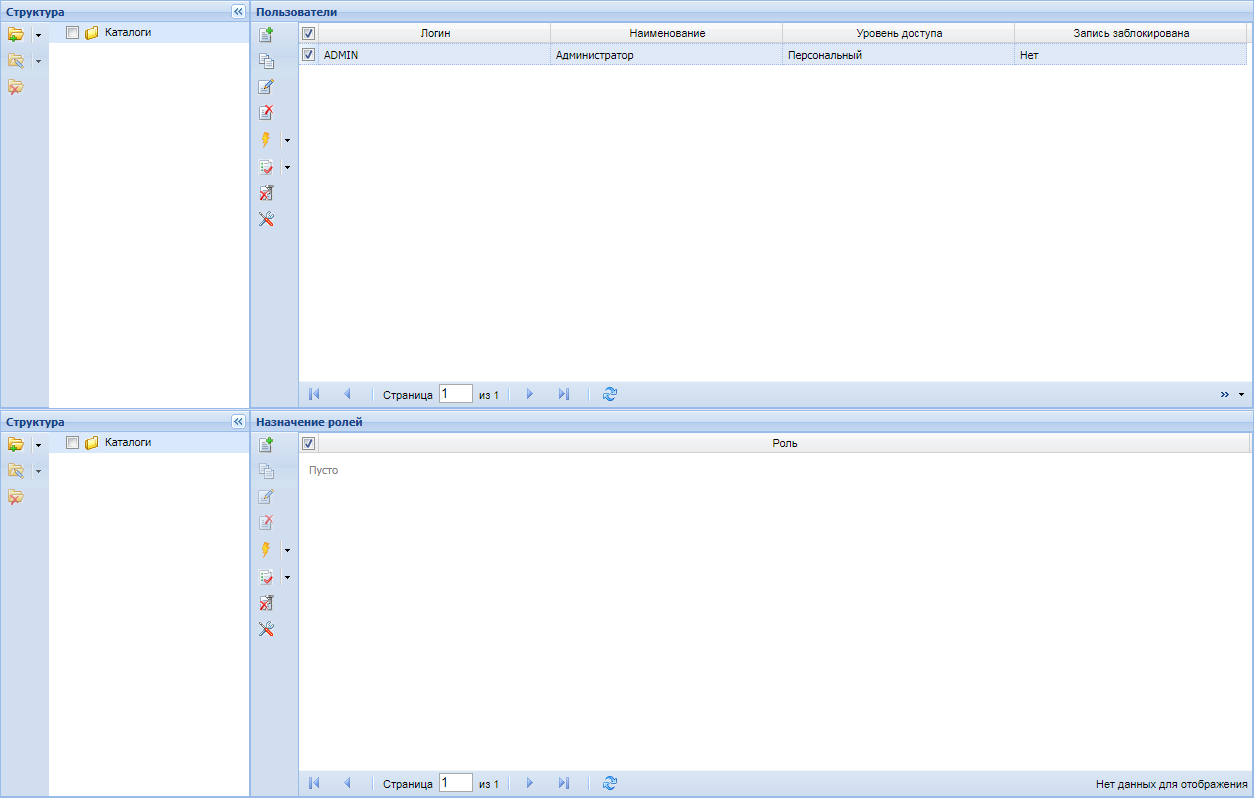 Структура
Пользователи
Каталоги
Логин
Наименование
Уровень доступа
Запись заблокирована
ADMIN
Администратор
Персональный
Нет
Страница 1 из 1
Структура
Назначение ролей
Каталоги
Роль
Пусто
Страница 1 из 1
Нет данных для отображения